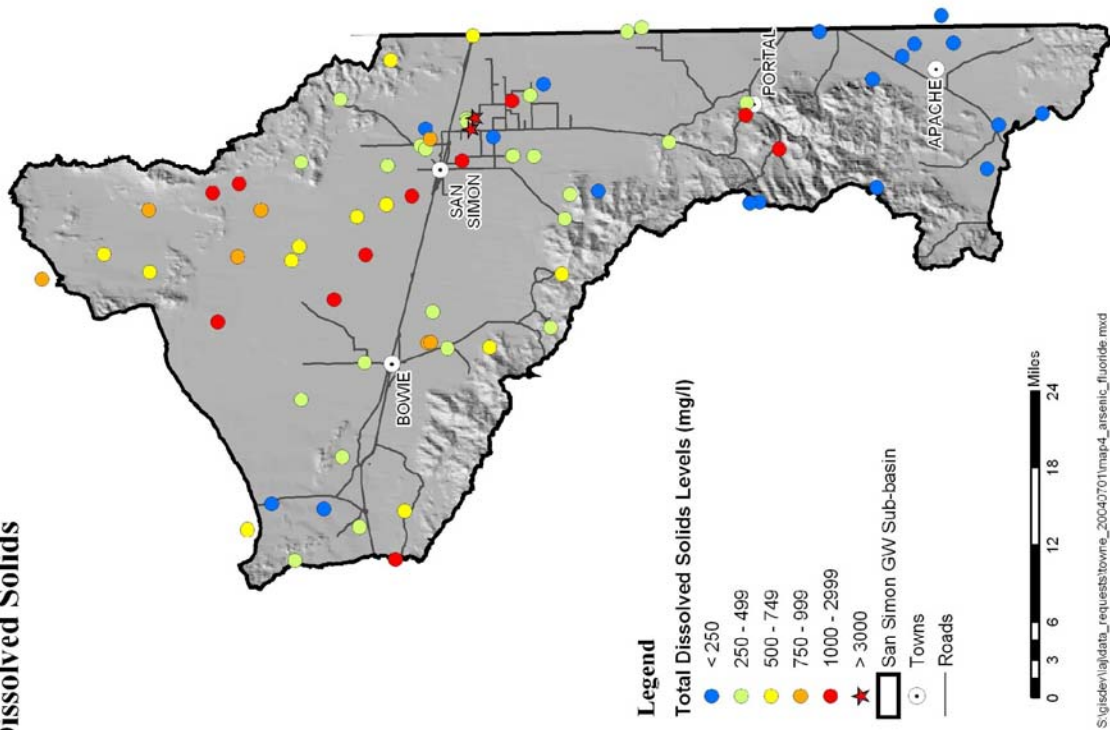 Dissolved Solids
SAN
SIMON
BOWIE
PORTAL
APACHE
Legend
Total Dissolved Solids Levels (mg/l)
< 250
250 - 499
500 - 749
750 - 999
1000 - 2999
> 3000
San Simon GW Sub-basin
Towns
Roads
0 3 6 12 18 24
Miles
S:\gisdev\laj\data_requests\towne_20040701\map4_arsenic_fluoride.mxd